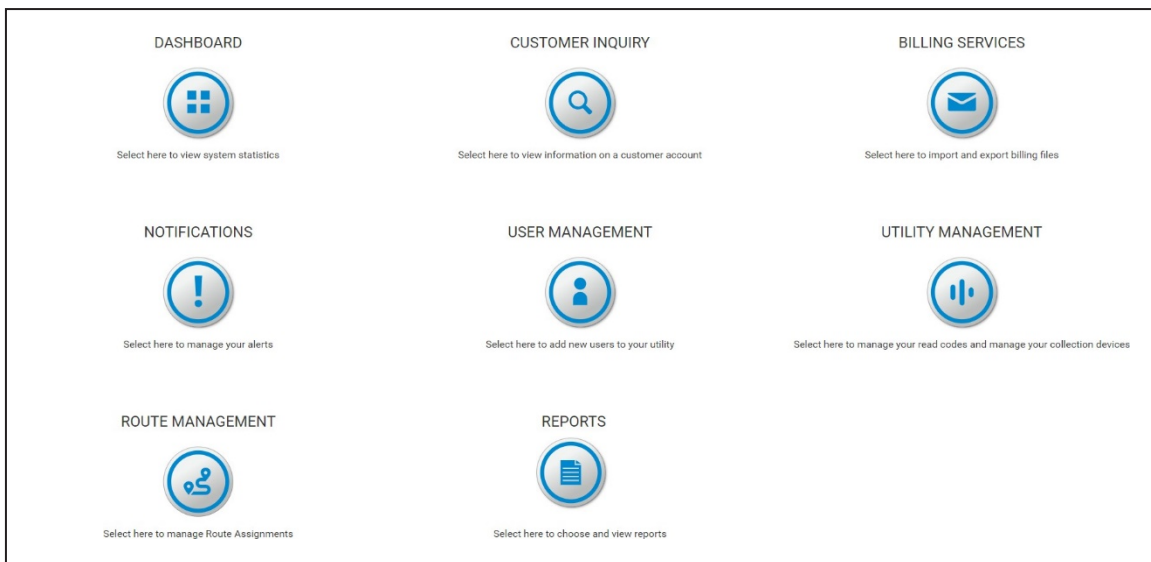 DASHBOARD
CUSTOMER INQUIRY
BILLING SERVICES
Select here to view system statistics
Select here to view information on a customer account
Select here to import and export billing files
NOTIFICATIONS
USER MANAGEMENT
UTILITY MANAGEMENT
Select here to manage your alerts
Select here to add new users to your utility
Select here to manage your read codes and manage your collection devices
ROUTE MANAGEMENT
REPORTS
Select here to manage Route Assignments
Select here to choose and view reports